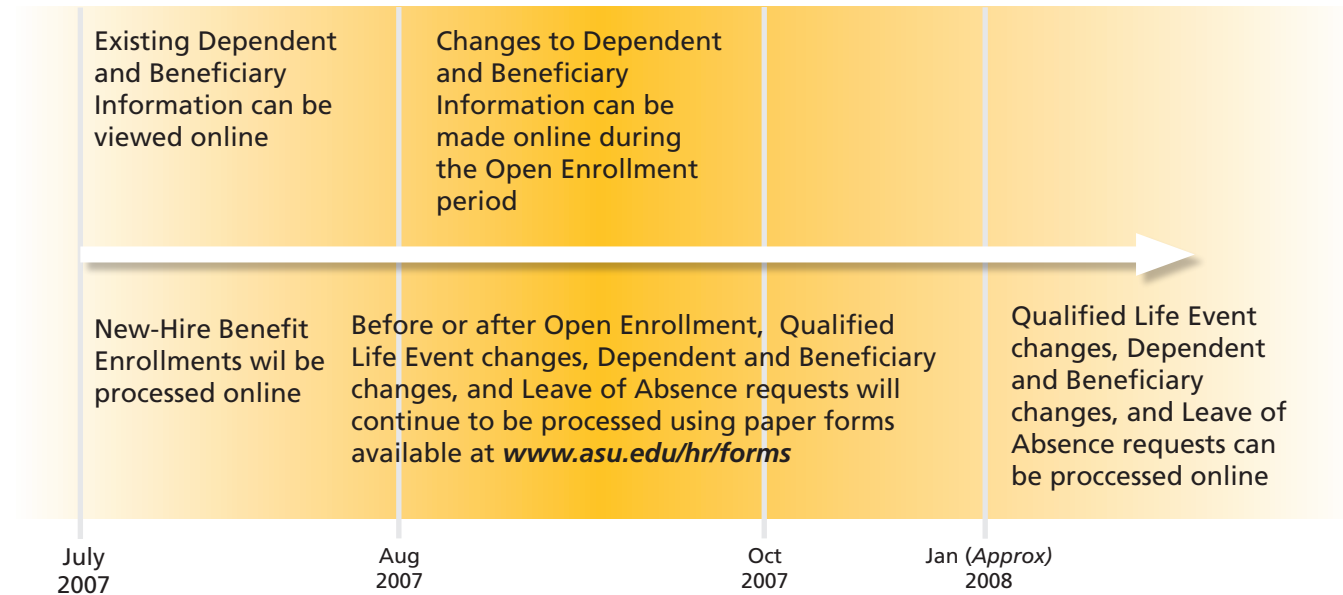 Existing Dependent
and Beneficiary
Information can be
viewed online
Changes to Dependent
and Beneficiary
Information can be
made online during
the Open Enrollment
period
New-Hire Benefit
Enrollments wil be
processed online
Before or after Open Enrollment, Qualified
Life Event changes, Dependent and Beneficiary
changes, and Leave of Absence requests will
continue to be processed using paper forms
available at www.asu.edu/hr/forms
Qualified Life Event
changes, Dependent
and Beneficiary
changes, and Leave of
Absence requests can
be proccessed online
July
2007
Aug
2007
Oct
2007
Jan (Approx)
2008